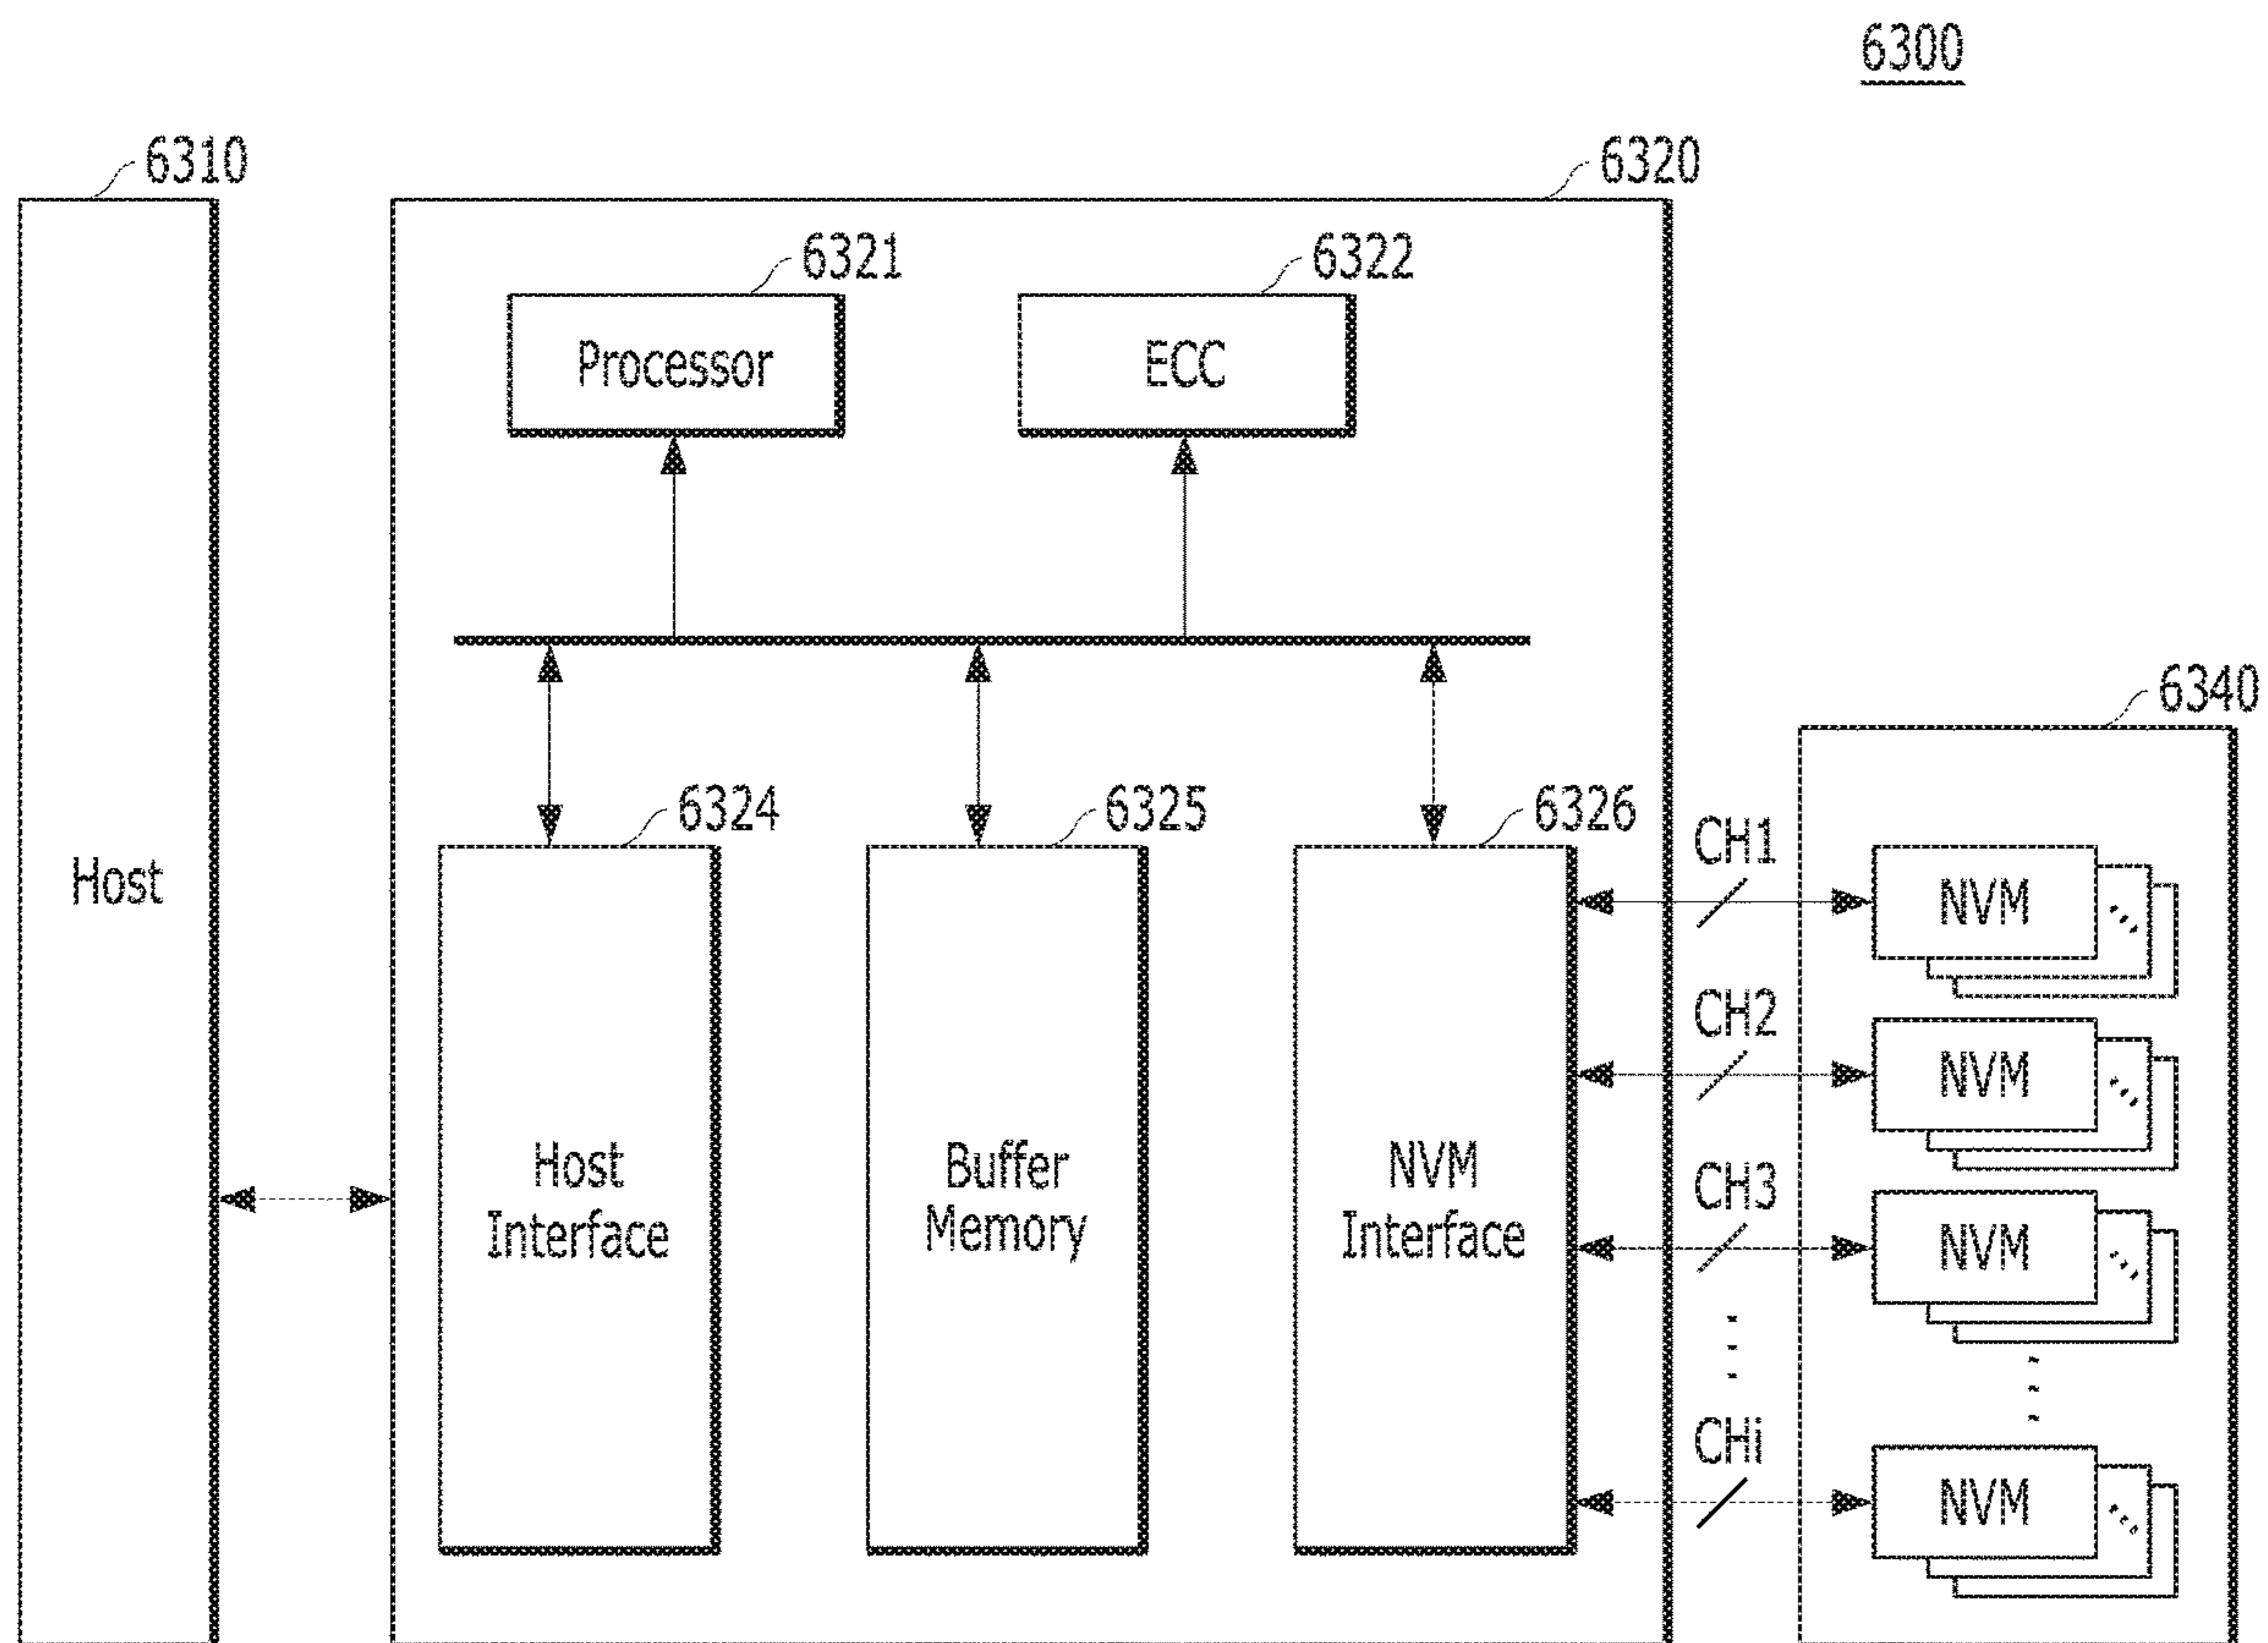 6300
6310
6320
6321
6322
Processor
ECC
6340
6324
6325
6326
Host
CH1
NVM
CH2
NVM
Host
Interface
Buffer
Memory
NVM
Interface
CH3
NVM
CHi
NVM